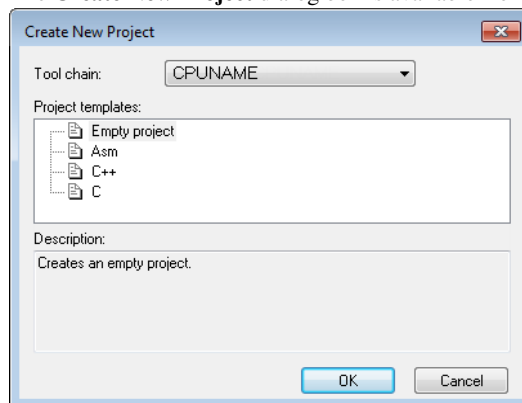 Create New Project
Tool chain: CPUNAME
Project templates:
Empty project
Asm
C++
C
Description:
Creates an empty project.
OK Cancel